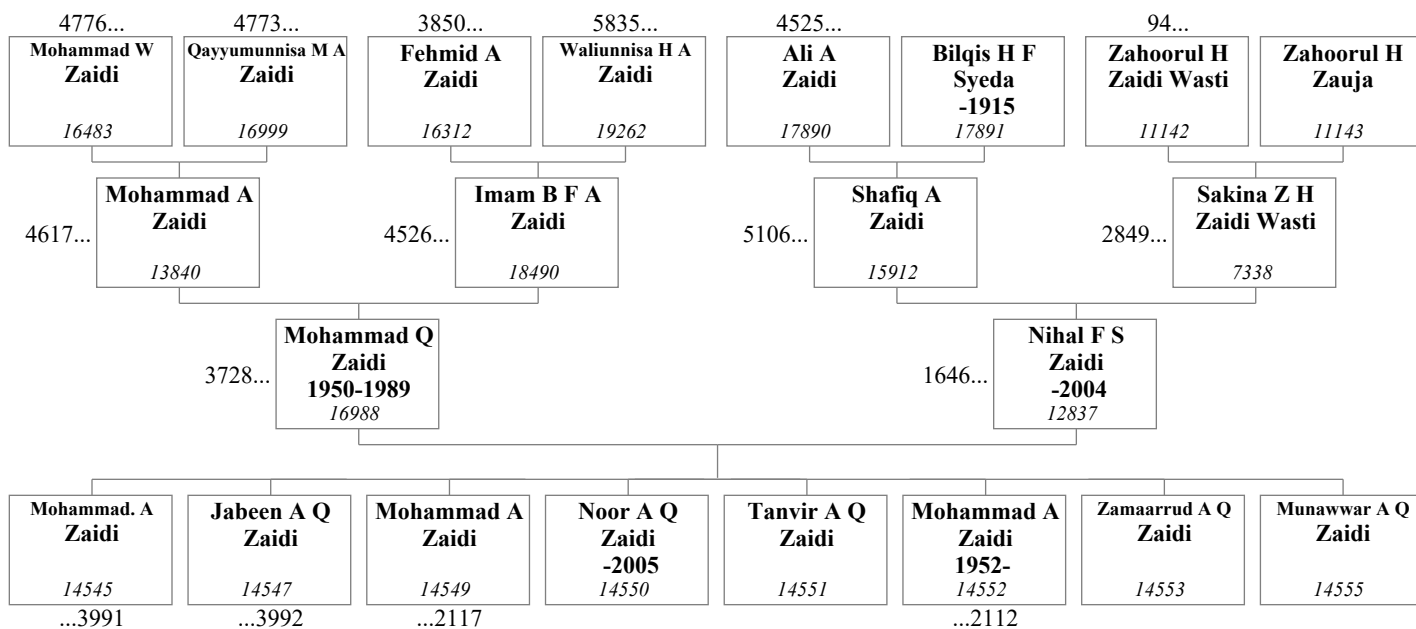 4776...
4773...
3850...
5835...
4525...
94...
Mohammad W
Zaidi
16483
Qayyumunnisa M A
Zaidi
16999
Fehmid A
Zaidi
16312
Waliunnisa H A
Zaidi
19262
Ali A
Zaidi
17890
Bilqis H F
Syeda
-1915
17891
Zahoorul H
Zaidi Wasti
11142
Zahoorul H
Zauja
11143
4617...
Mohammad A
Zaidi
13840
4526...
Imam B F A
Zaidi
18490
5106...
Shafiq A
Zaidi
15912
2849...
Sakina Z H
Zaidi Wasti
7338
3728...
Mohammad Q
Zaidi
1950-1989
16988
1646...
Nihal F S
Zaidi
-2004
12837
Mohammad. A
Zaidi
14545
...3991
Jabeen A Q
Zaidi
14547
...3992
Mohammad A
Zaidi
14549
...2117
Noor A Q
Zaidi
-2005
14550
Tanvir A Q
Zaidi
14551
Mohammad A
Zaidi
1952-
14552
...2112
Zamaarrud A Q
Zaidi
14553
Munawwar A Q
Zaidi
14555